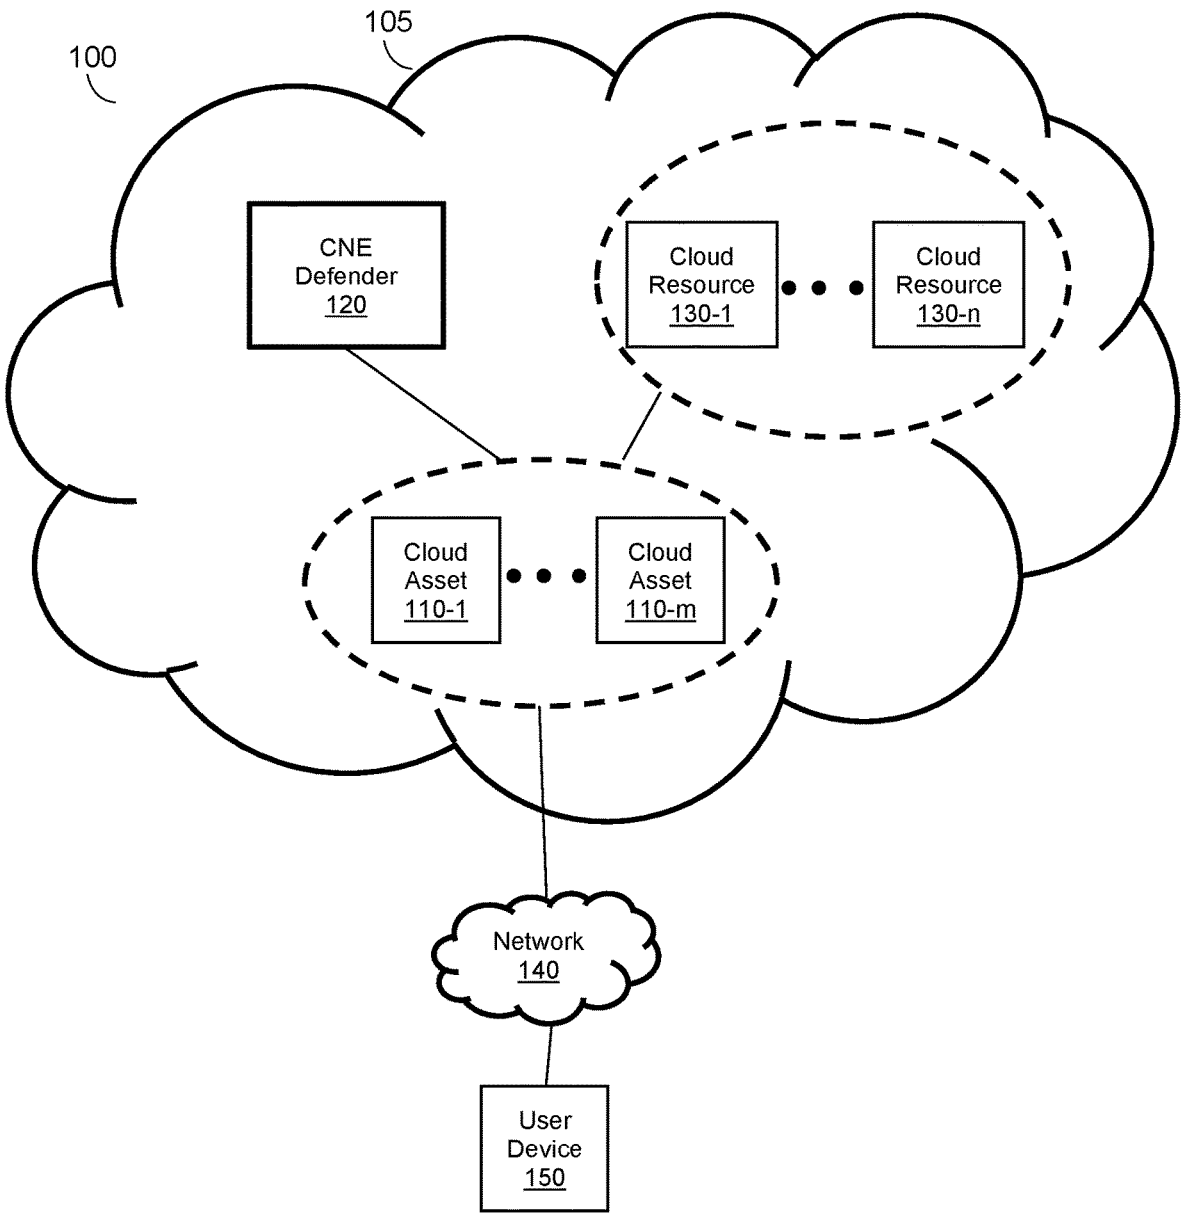 105
100
CNE
Defender
120
Cloud
Resource
130-1
Cloud
Resource
130-n
Cloud
Asset
110-1
Cloud
Asset
110-m
Network
140
User
Device
150